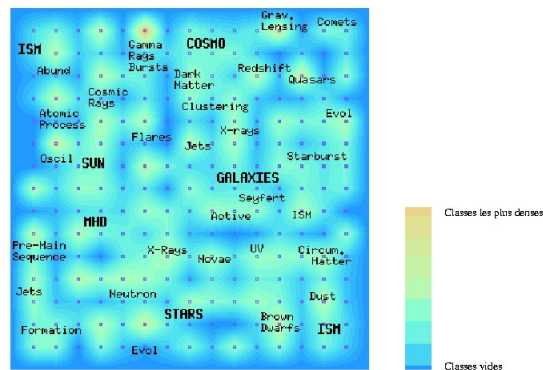 Grav.
Lensing
Comets
ISM
Gamma
Rays
Bursts
COSMO
Abund
Dark
Matter
Redshift
Quasars
Cosmic
Rays
Clustering
Atomic
Process
Evol
Flares
X-rays
Jets
Oscil
SUN
Starburst
GALAXIES
Seyfert
MHD
Active
ISM
Pre-Main
Sequence
X-Rays
Novae
UV
Circum.
Matter
Jets
Neutron
Dust
STARS
Brown
Dwarfs
Formation
ISM
Evol
Classes les plus denses
Classes vides